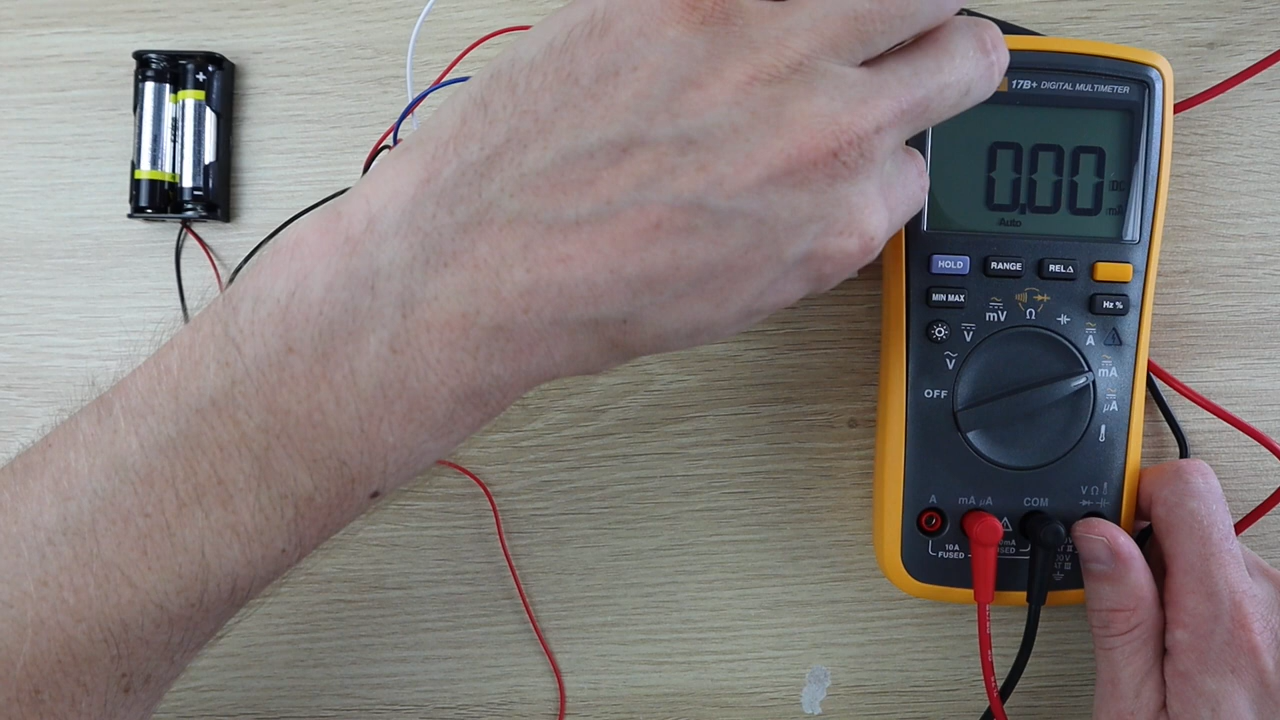 +
17B+ DIGITAL MULTIMETER
0.00
DC
mA
Auto
HOLD
RANGE
REL△
MIN MAX
Hz %
mV
Ω
V
A
V
mA
OFF
µA
A
mA µA
COM
V Ω
10A
FUSED